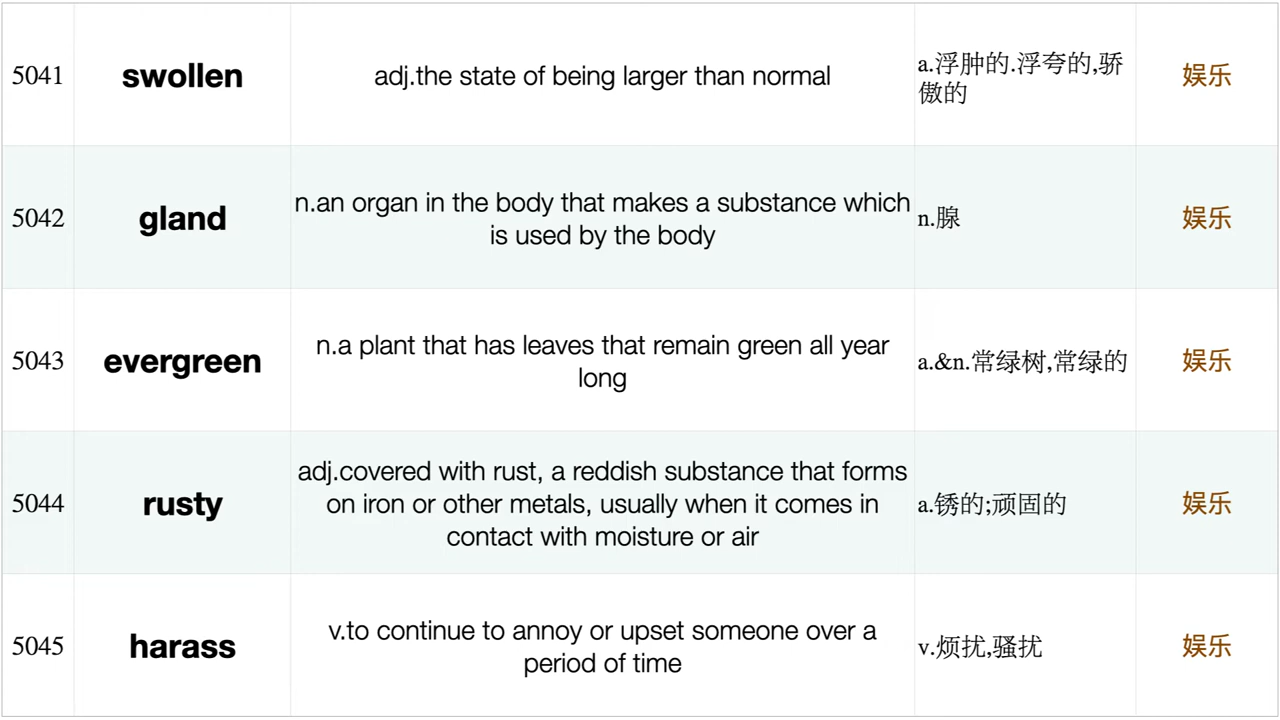 5041 swollen adj.the state of being larger than normal a.浮肿的.浮夸的,骄
傲的 娱乐
5042 gland n.an organ in the body that makes a substance which
is used by the body n.腺 娱乐
5043 evergreen n.a plant that has leaves that remain green all year
long a.&n.常绿树,常绿的 娱乐
5044 rusty adj.covered with rust, a reddish substance that forms
on iron or other metals, usually when it comes in
contact with moisture or air a.锈的;顽固的 娱乐
5045 harass v.to continue to annoy or upset someone over a
period of time v.烦扰,骚扰 娱乐